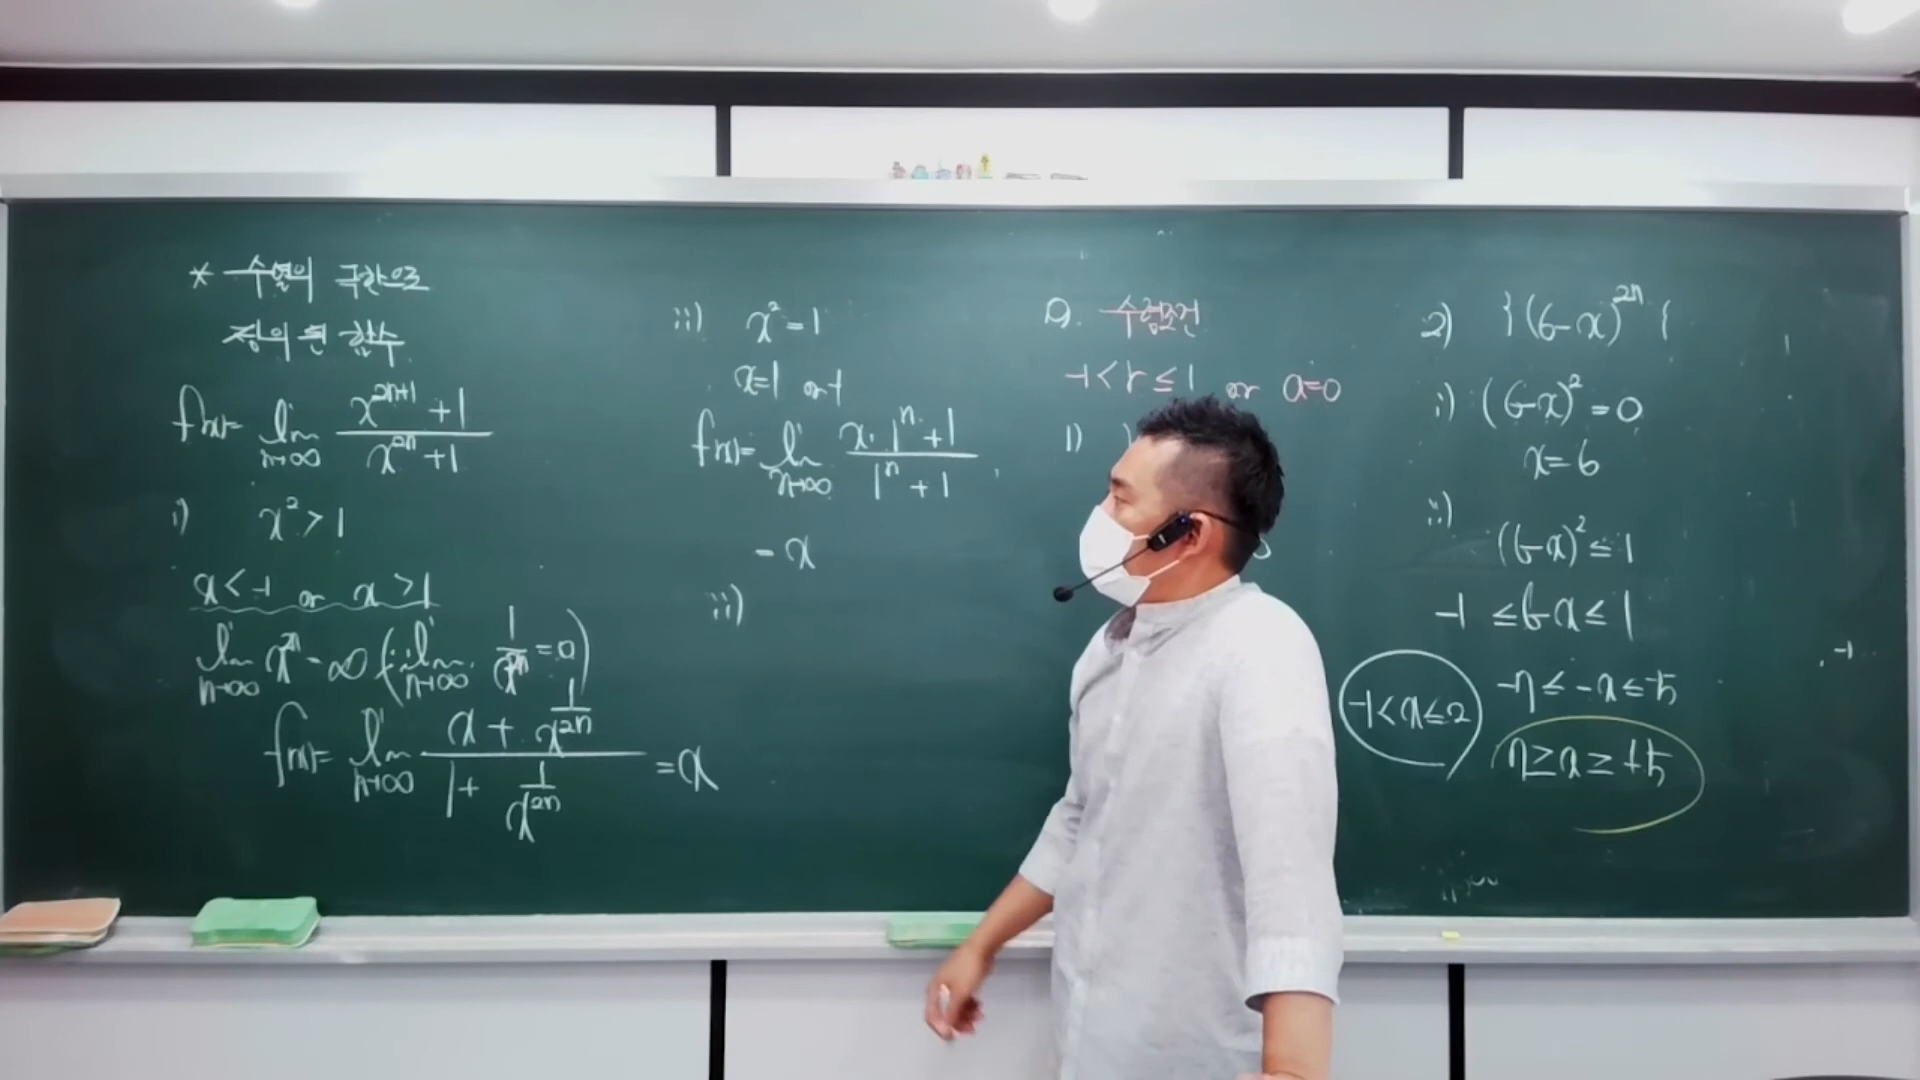 * 수열의 극한으로
정의 된 함수
f(x)= lim n→∞ (x^{2n+1} +1)/(x^{2n} +1)
i) x² > 1
x < -1 or x > 1
lim n→∞ x^{2n} = ∞ (∵ lim n→∞ 1/x^{2n} = 0)
f(x)= lim n→∞ (x + 1/x^{2n})/(1 + 1/x^{2n}) = x
ii) x² = 1
x=1 or -1
f(x)= lim n→∞ (x·1^n +1)/(1^n +1)
= x
iii)
수렴조건
-1 < r ≤ 1 or a=0
1)
-1 < x ≤ 2
2) {(6-x)^{2n}}
i) (6-x)² = 0
x = 6
ii)
(6-x)² ≤ 1
-1 ≤ 6-x ≤ 1
-7 ≤ -x ≤ -5
7 ≥ x ≥ +5
-1